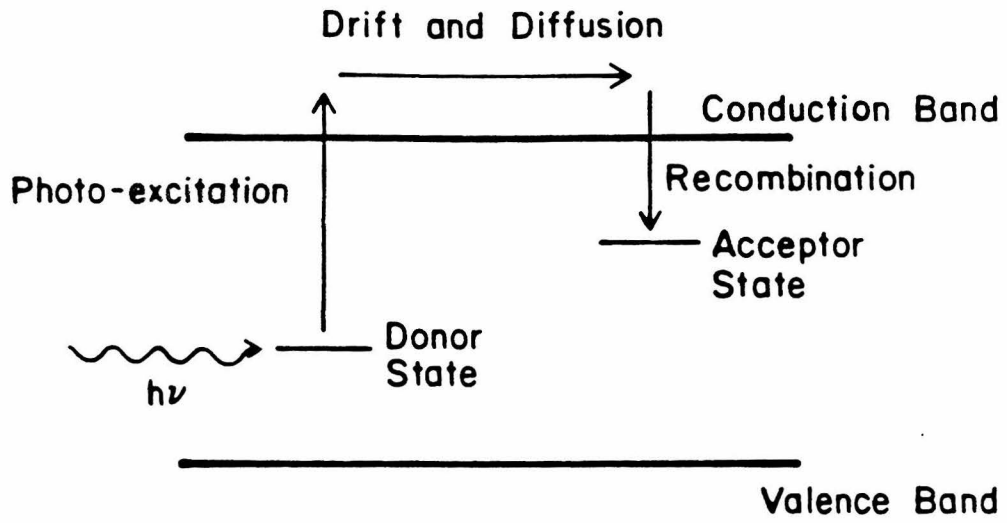 Drift and Diffusion
Conduction Band
Photo-excitation
Recombination
Acceptor
State
Donor
State
hν
Valence Band